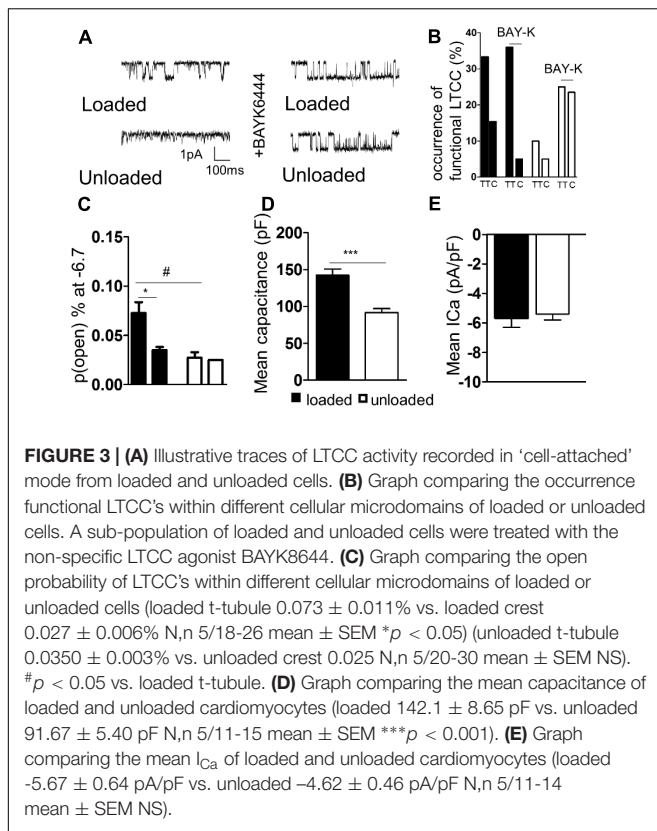 A
Loaded
Unloaded
1pA
100ms
+BAYK6444
B
occurrence of
functional LTCC (%)
40
30
20
10
0
BAY-K
BAY-K
TT C TT C TT C TT C
C
p(open) % at -6.7
0.15
0.10
0.05
0.00
#
*
D
Mean capacitance (pF)
200
150
100
50
0
***
loaded unloaded
E
Mean ICa (pA/pF)
0
-2
-4
-6
-8
-10
FIGURE 3 | (A) Illustrative traces of LTCC activity recorded in ‘cell-attached’
mode from loaded and unloaded cells. (B) Graph comparing the occurrence
functional LTCC’s within different cellular microdomains of loaded or unloaded
cells. A sub-population of loaded and unloaded cells were treated with the
non-specific LTCC agonist BAYK8644. (C) Graph comparing the open
probability of LTCC’s within different cellular microdomains of loaded or
unloaded cells (loaded t-tubule 0.073 ± 0.011% vs. loaded crest
0.027 ± 0.006% N,n 5/18-26 mean ± SEM *p < 0.05) (unloaded t-tubule
0.0350 ± 0.003% vs. unloaded crest 0.025 N,n 5/20-30 mean ± SEM NS).
#p < 0.05 vs. loaded t-tubule. (D) Graph comparing the mean capacitance of
loaded and unloaded cardiomyocytes (loaded 142.1 ± 8.65 pF vs. unloaded
91.67 ± 5.40 pF N,n 5/11-15 mean ± SEM ***p < 0.001). (E) Graph
comparing the mean ICa of loaded and unloaded cardiomyocytes (loaded
-5.67 ± 0.64 pA/pF vs. unloaded –4.62 ± 0.46 pA/pF N,n 5/11-14
mean ± SEM NS).